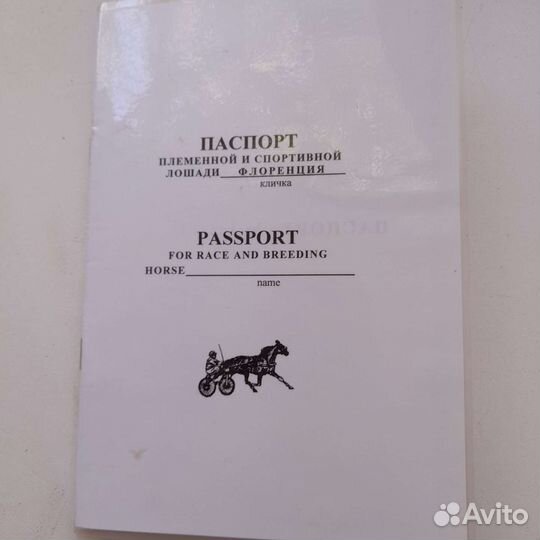 ПАСПОРТ
ПЛЕМЕННОЙ И СПОРТИВНОЙ
ЛОШАДИ ФЛОРЕНЦИЯ
кличка
PASSPORT
FOR RACE AND BREEDING
HORSE
name
Avito